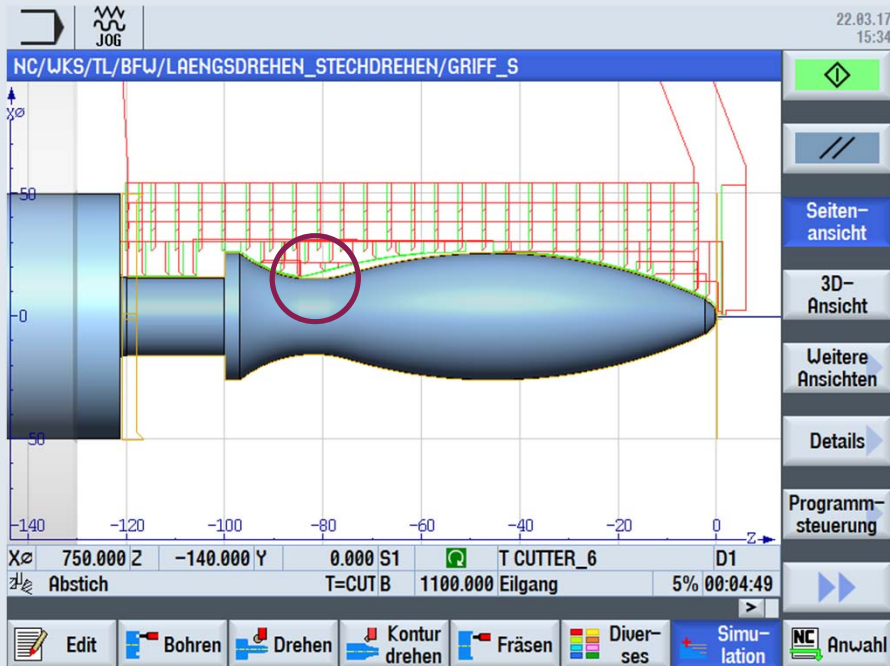 JOG
22.03.17
15:34
NC/WKS/TL/BFW/LAENGSDREHEN_STECHDREHEN/GRIFF_S
XØ
50
0
50
-140 -120 -100 -80 -60 -40 -20 0
Z
Seiten-
ansicht
3D-
Ansicht
Weitere
Ansichten
Details
Programm-
steuerung
XØ 750.000 Z -140.000 Y 0.000 S1 T CUTTER_6 D1
Abstich T=CUT B 1100.000 Eilgang 5% 00:04:49
>
Edit
Bohren
Drehen
Kontur
drehen
Fräsen
Diver-
ses
Simu-
lation
NC
Anwahl